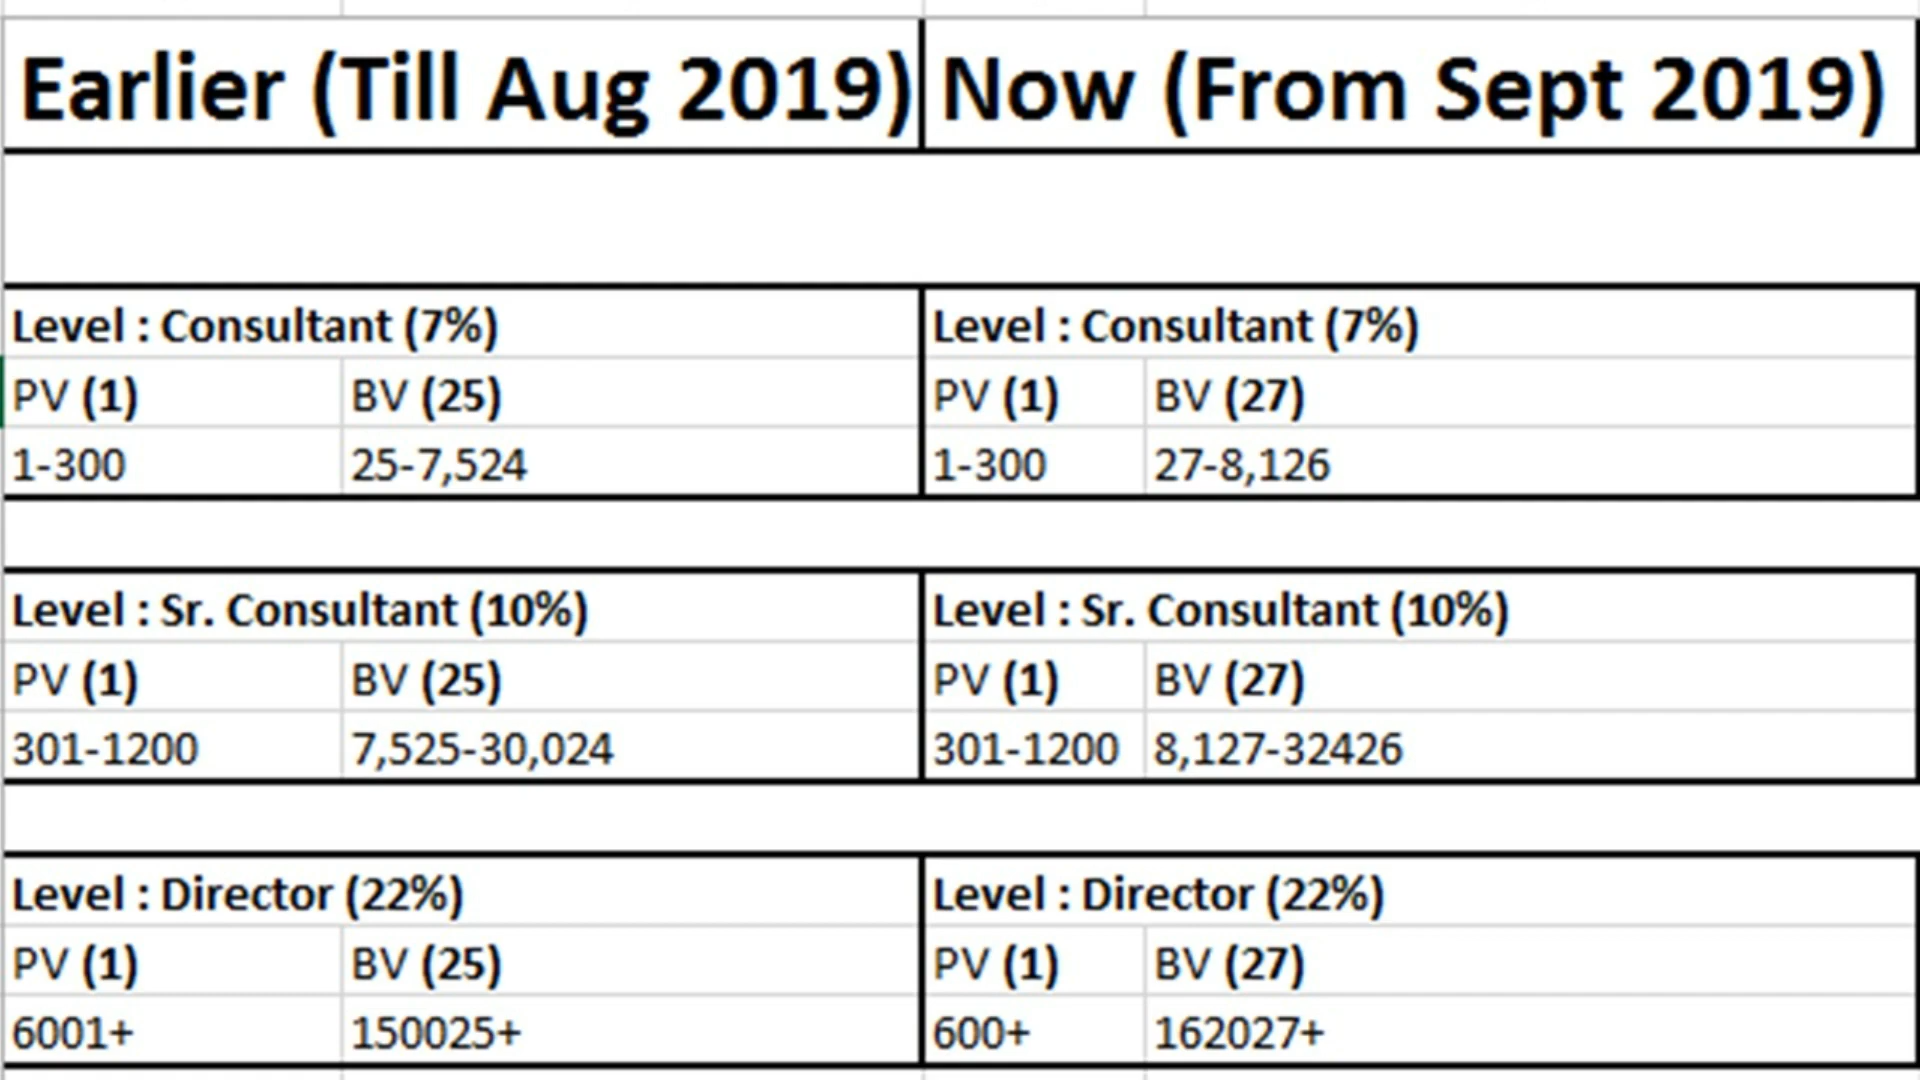 Earlier (Till Aug 2019) Now (From Sept 2019)
Level : Consultant (7%) Level : Consultant (7%)
PV (1) BV (25) PV (1) BV (27)
1-300 25-7,524 1-300 27-8,126
Level : Sr. Consultant (10%) Level : Sr. Consultant (10%)
PV (1) BV (25) PV (1) BV (27)
301-1200 7,525-30,024 301-1200 8,127-32426
Level : Director (22%) Level : Director (22%)
PV (1) BV (25) PV (1) BV (27)
6001+ 150025+ 600+ 162027+